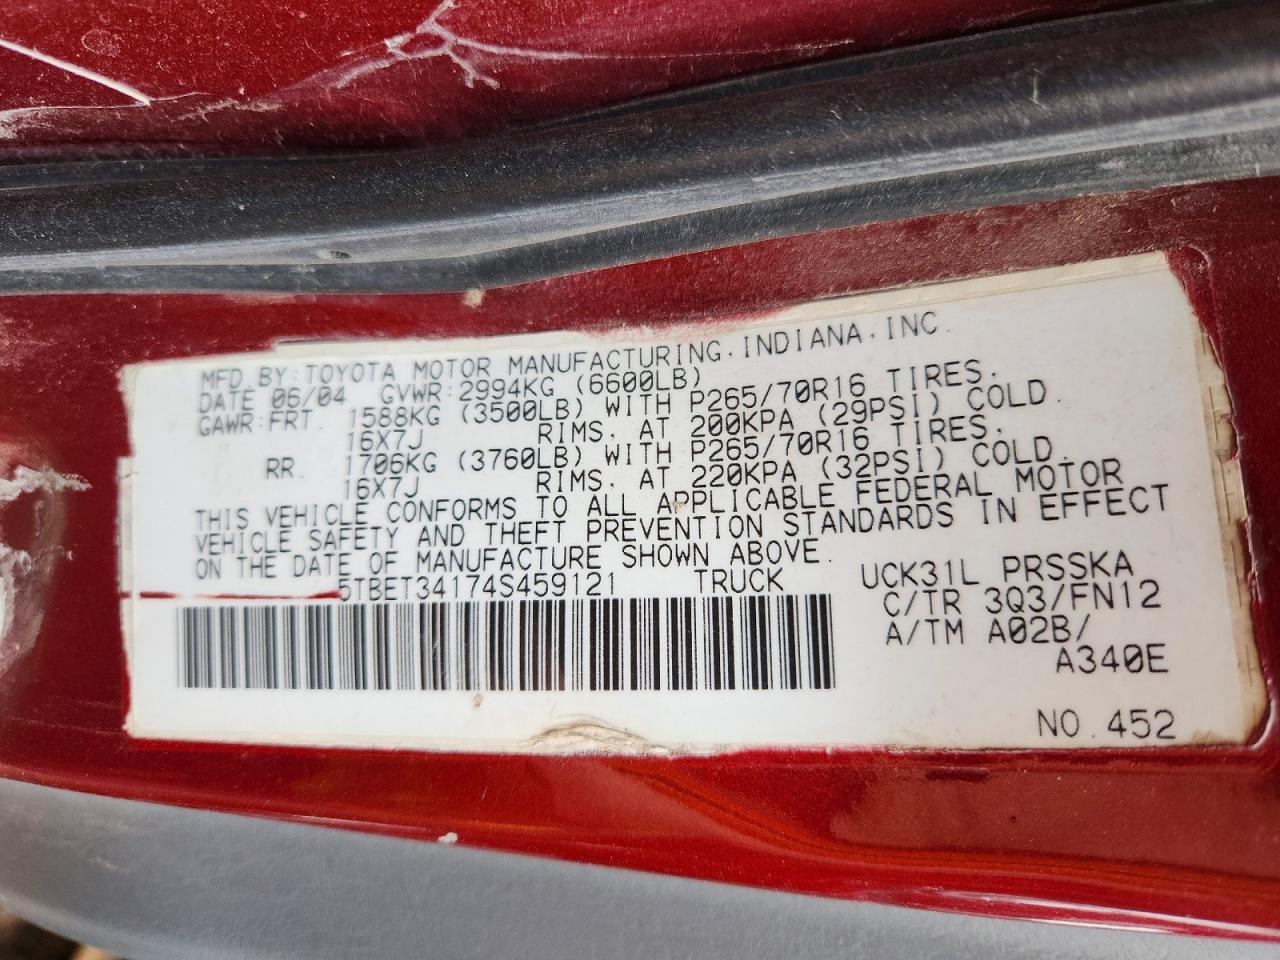 MFD.BY:TOYOTA MOTOR MANUFACTURING,INDIANA,INC.
DATE 06/04 GVWR:2994KG (6600LB)
GAWR:FRT. 1588KG (3500LB) WITH P265/70R16 TIRES.
16X7J RIMS, AT 200KPA (29PSI) COLD.
RR. 1706KG (3760LB) WITH P265/70R16 TIRES.
16X7J RIMS, AT 220KPA (32PSI) COLD.
THIS VEHICLE CONFORMS TO ALL APPLICABLE FEDERAL MOTOR
VEHICLE SAFETY AND THEFT PREVENTION STANDARDS IN EFFECT
ON THE DATE OF MANUFACTURE SHOWN ABOVE.
5TBET34174S459121 TRUCK UCK31L PRSSKA
C/TR 3Q3/FN12
A/TM A02B/
A340E
NO.452